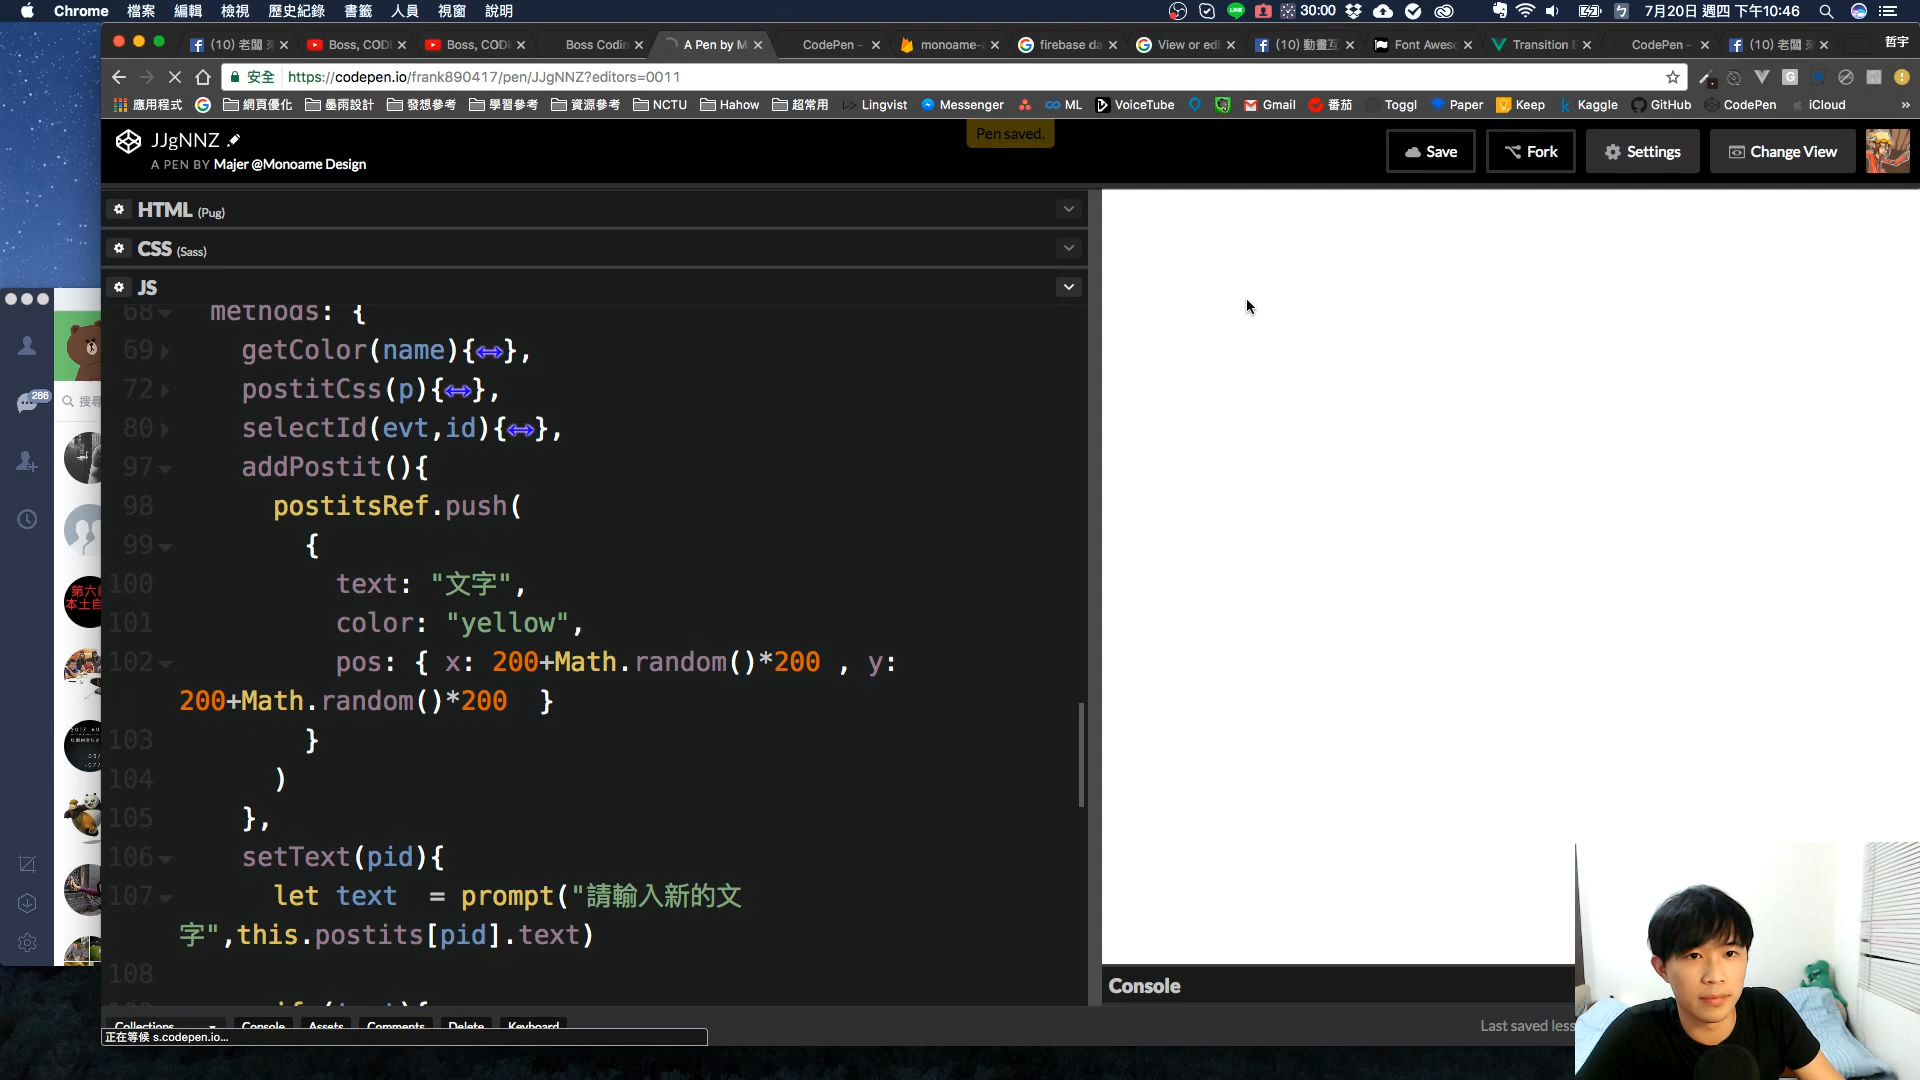 Chrome 檔案 編輯 檢視 歷史紀錄 書籤 人員 視窗 說明 30:00 7月20日 週四 下午10:46
(10) 老闆 來 Boss, CODI Boss, CODI Boss Codin A Pen by M CodePen - monoame-a firebase da View or edi (10) 動畫互 Font Aweso Transition E CodePen - (10) 老闆 來 哲宇
安全 https://codepen.io/frank890417/pen/JJgNNZ?editors=0011
應用程式 網頁優化 墨雨設計 發想參考 學習參考 資源參考 NCTU Hahow 超常用 Lingvist Messenger ML VoiceTube Gmail 番茄 Toggl Paper Keep Kaggle GitHub CodePen iCloud »
JJgNNZ
A PEN BY Majer @Monoame Design
Pen saved.
Save Fork Settings Change View
HTML (Pug)
CSS (Sass)
JS
68 methods: {
69 getColor(name){↔},
72 postitCss(p){↔},
80 selectId(evt,id){↔},
97 addPostit(){
98 postitsRef.push(
99 {
100 text: "文字",
101 color: "yellow",
102 pos: { x: 200+Math.random()*200 , y:
200+Math.random()*200 }
103 }
104 )
105 },
106 setText(pid){
107 let text = prompt("請輸入新的文
字",this.postits[pid].text)
108
286
搜尋
第六
本土自
Console
Collections Console Assets Comments Delete Keyboard
Last saved less
正在等候 s.codepen.io...